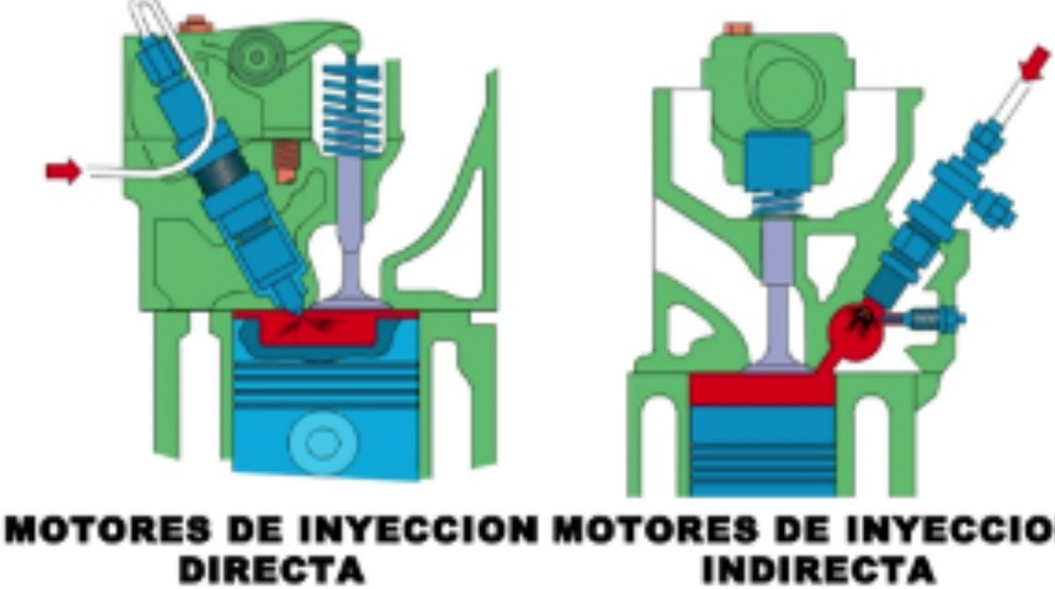 MOTORES DE INYECCION
DIRECTA
MOTORES DE INYECCIO
INDIRECTA